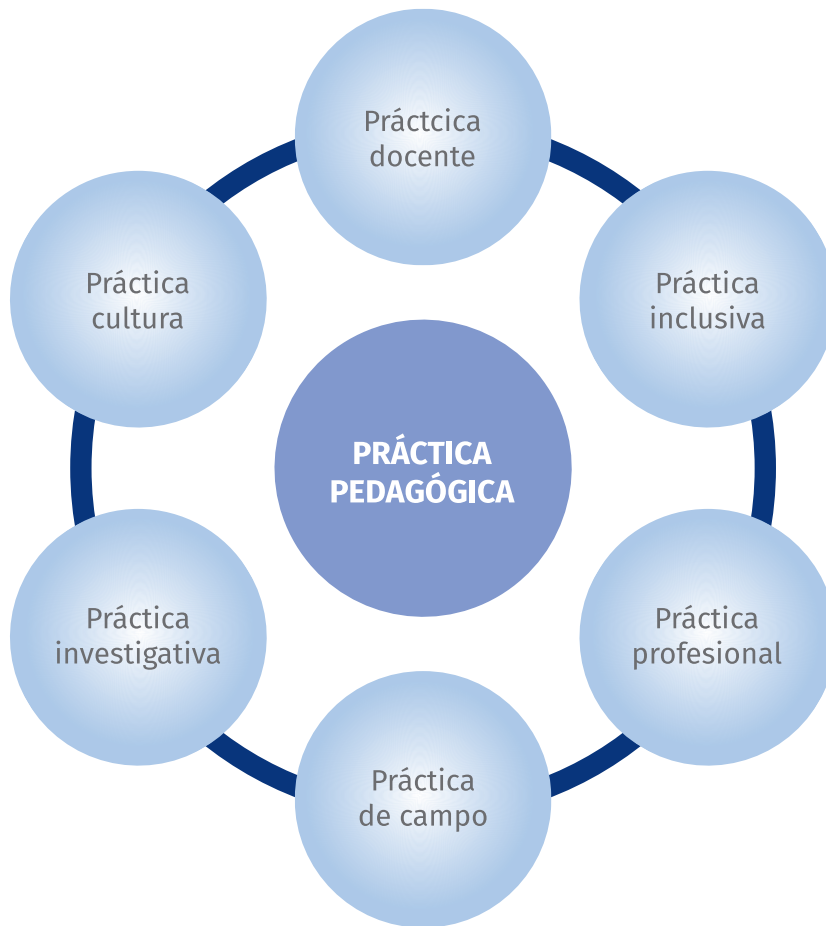 Práctcica
docente
Práctica
cultura
Práctica
inclusiva
PRÁCTICA
PEDAGÓGICA
Práctica
investigativa
Práctica
profesional
Práctica
de campo